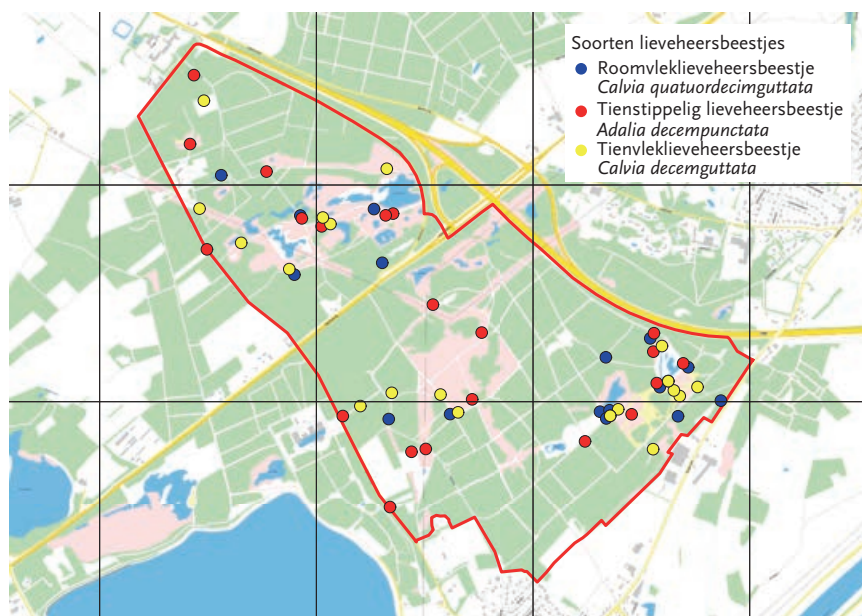 Soorten lieveheersbeestjes
Roomvleklieveheersbeestje
Calvia quatuordecimguttata
Tienstippelig lieveheersbeestje
Adalia decempunctata
Tienvleklieveheersbeestje
Calvia decemguttata